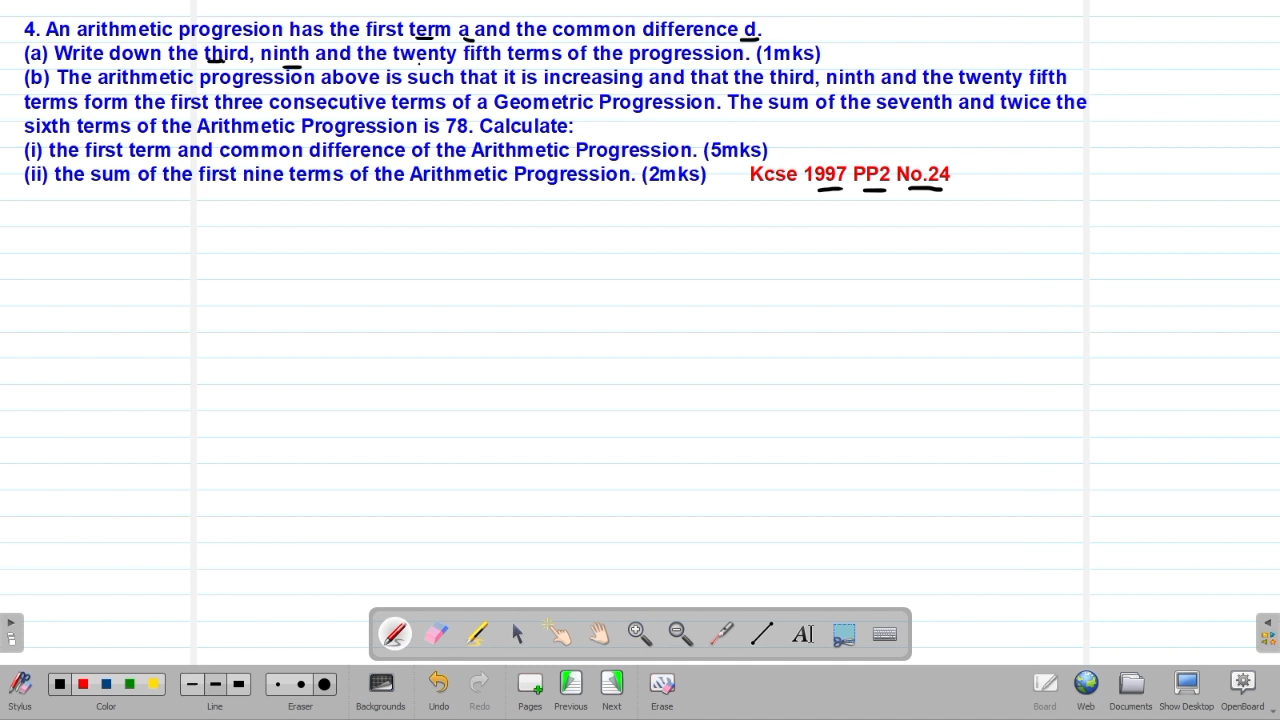 4. An arithmetic progresion has the first term a and the common difference d.
(a) Write down the third, ninth and the twenty fifth terms of the progression. (1mks)
(b) The arithmetic progression above is such that it is increasing and that the third, ninth and the twenty fifth
terms form the first three consecutive terms of a Geometric Progression. The sum of the seventh and twice the
sixth terms of the Arithmetic Progression is 78. Calculate:
(i) the first term and common difference of the Arithmetic Progression. (5mks)
(ii) the sum of the first nine terms of the Arithmetic Progression. (2mks) Kcse 1997 PP2 No.24
AI
Stylus Color Line Eraser Backgrounds Undo Redo Pages Previous Next Erase Board Web Documents Show Desktop OpenBoard